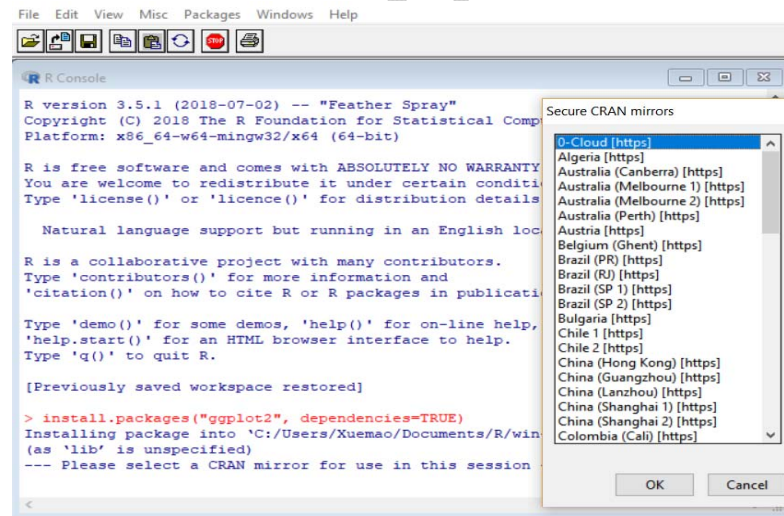 File Edit View Misc Packages Windows Help
STOP
R Console
R version 3.5.1 (2018-07-02) -- "Feather Spray"
Copyright (C) 2018 The R Foundation for Statistical Comp
Platform: x86_64-w64-mingw32/x64 (64-bit)
R is free software and comes with ABSOLUTELY NO WARRANTY
You are welcome to redistribute it under certain conditi
Type 'license()' or 'licence()' for distribution details
Natural language support but running in an English loc
R is a collaborative project with many contributors.
Type 'contributors()' for more information and
'citation()' on how to cite R or R packages in publicati
Type 'demo()' for some demos, 'help()' for on-line help,
'help.start()' for an HTML browser interface to help.
Type 'q()' to quit R.
[Previously saved workspace restored]
> install.packages("ggplot2", dependencies=TRUE)
Installing package into ‘C:/Users/Xuemao/Documents/R/win-
(as ‘lib’ is unspecified)
--- Please select a CRAN mirror for use in this session -
Secure CRAN mirrors
0-Cloud [https]
Algeria [https]
Australia (Canberra) [https]
Australia (Melbourne 1) [https]
Australia (Melbourne 2) [https]
Australia (Perth) [https]
Austria [https]
Belgium (Ghent) [https]
Brazil (PR) [https]
Brazil (RJ) [https]
Brazil (SP 1) [https]
Brazil (SP 2) [https]
Bulgaria [https]
Chile 1 [https]
Chile 2 [https]
China (Hong Kong) [https]
China (Guangzhou) [https]
China (Lanzhou) [https]
China (Shanghai 1) [https]
China (Shanghai 2) [https]
Colombia (Cali) [https]
OK Cancel